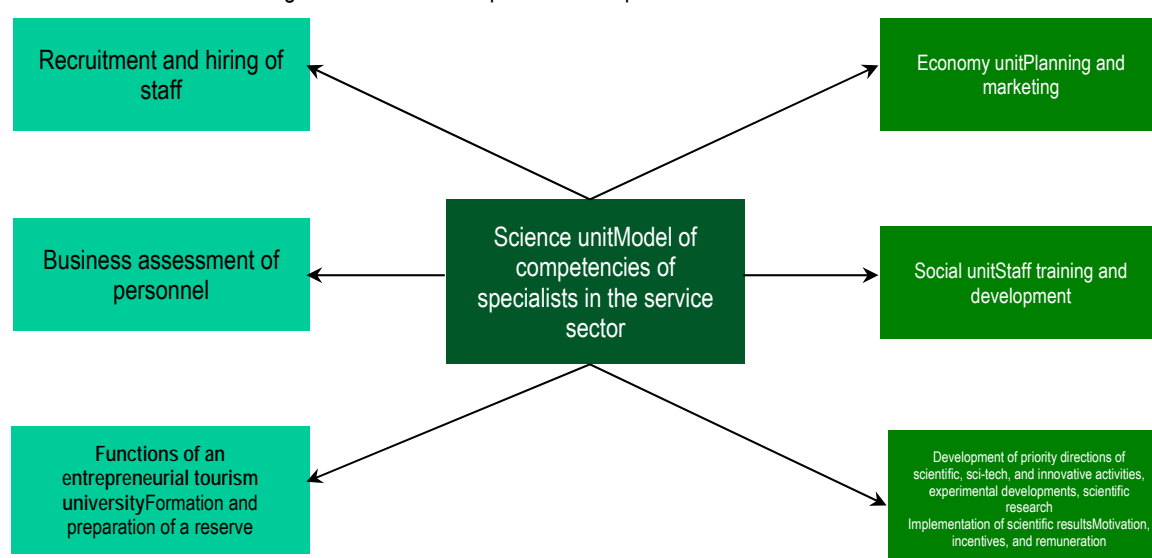 Recruitment and hiring of
staff
Economy unitPlanning and
marketing
Science unitModel of
competencies of
specialists in the service
sector
Business assessment of
personnel
Social unitStaff training and
development
Functions of an
entrepreneurial tourism
universityFormation and
preparation of a reserve
Development of priority directions of
scientific, sci-tech, and innovative activities,
experimental developments, scientific
research
Implementation of scientific resultsMotivation,
incentives, and remuneration